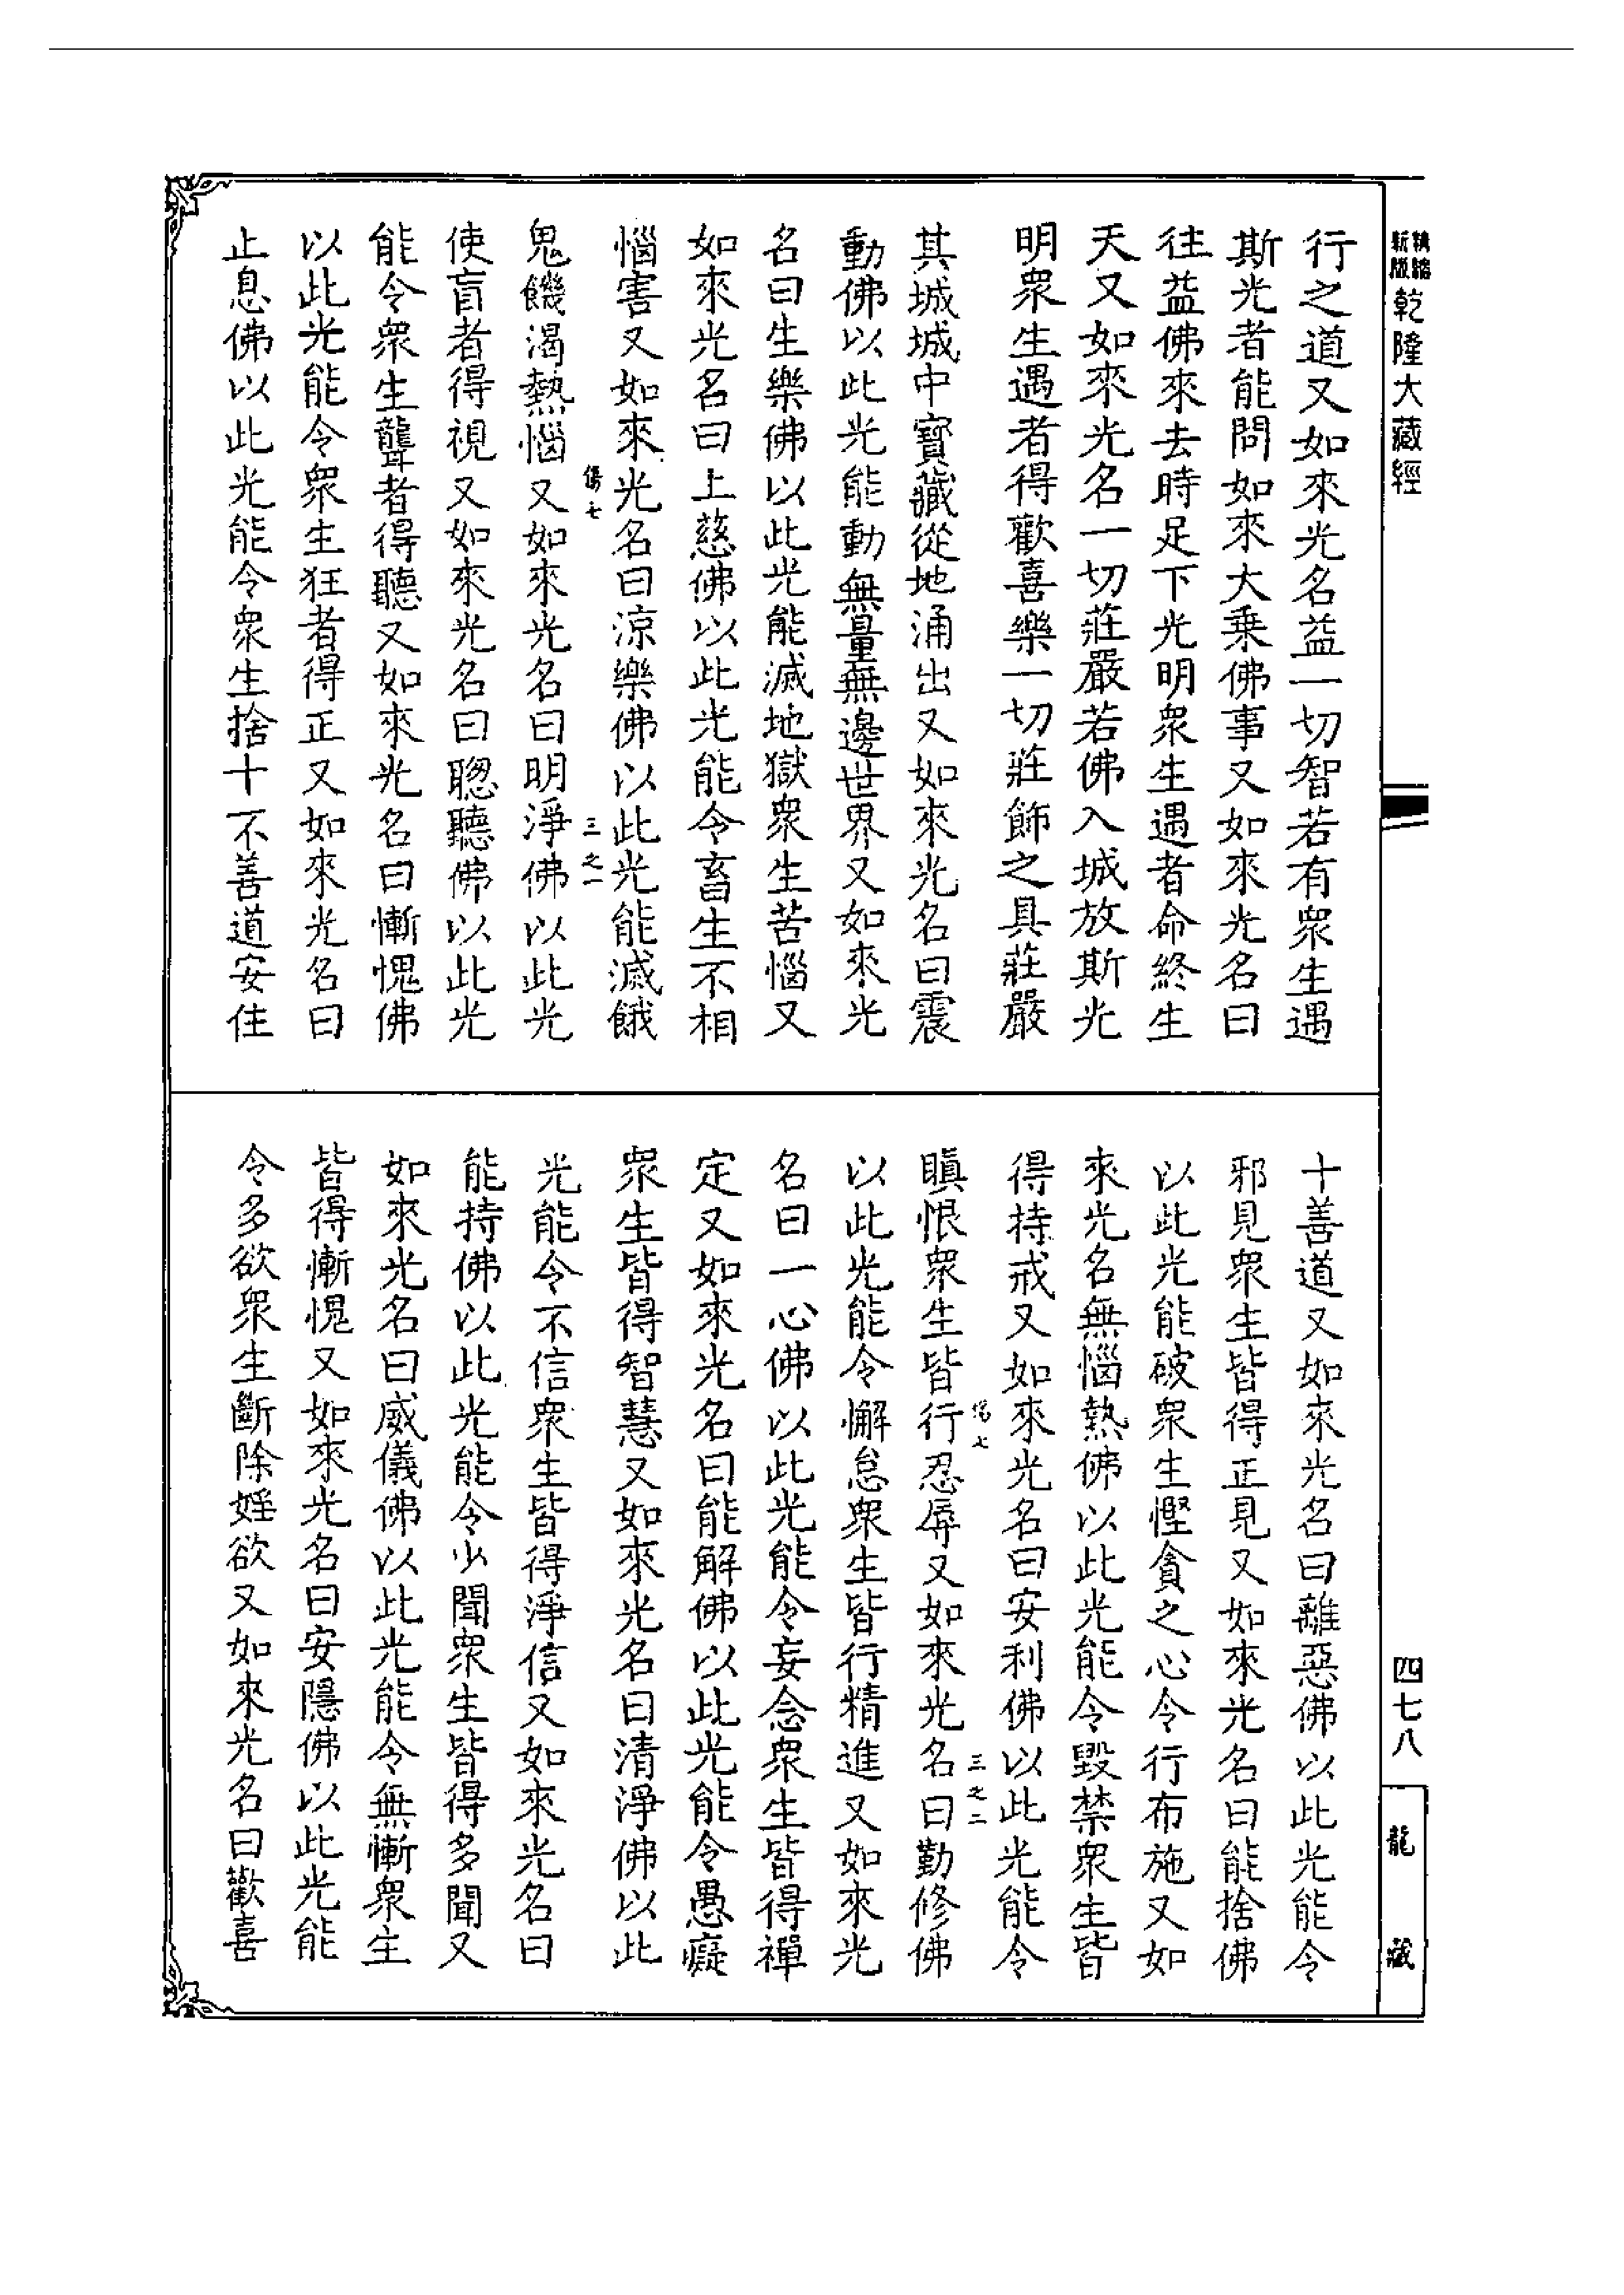 精縮新版乾隆大藏經
四七八
龍藏
行之道又如來光名益一切智若有眾生遇
斯光者能問如來大乘佛事又如來光名曰
往益佛來去時足下光明眾生遇者命終生
天又如來光名一切莊嚴若佛入城放斯光
明眾生遇者得歡喜樂一切莊飾之具莊嚴
其城城中寶藏從地涌出又如來光名曰震
動佛以此光能動無量無邊世界又如來光
名曰生樂佛以此光能滅地獄眾生苦惱又
如來光名曰上慈佛以此光能令畜生不相
惱害又如來光名曰涼樂佛以此光能滅餓
傷七
三之一
鬼饑渴熱惱又如來光名曰明淨佛以此光
使盲者得視又如來光名曰聰聽佛以此光
能令眾生聾者得聽又如來光名曰慚愧佛
以此光能令眾生狂者得正又如來光名曰
止息佛以此光能令眾生捨十不善道安住
十善道又如來光名曰離惡佛以此光能令
邪見眾生皆得正見又如來光名曰能捨佛
以此光能破眾生慳貪之心令行布施又如
來光名無惱熱佛以此光能令毀禁眾生皆
得持戒又如來光名曰安利佛以此光能令
傷七
三之二
瞋恨眾生皆行忍辱又如來光名曰勤修佛
以此光能令懈怠眾生皆行精進又如來光
名曰一心佛以此光能令妄念眾生皆得禪
定又如來光名曰能解佛以此光能令愚癡
眾生皆得智慧又如來光名曰清淨佛以此
光能令不信眾生皆得淨信又如來光名曰
能持佛以此光能令少聞眾生皆得多聞又
如來光名曰威儀佛以此光能令無慚眾生
皆得慚愧又如來光名曰安隱佛以此光能
令多欲眾生斷除婬欲又如來光名曰歡喜